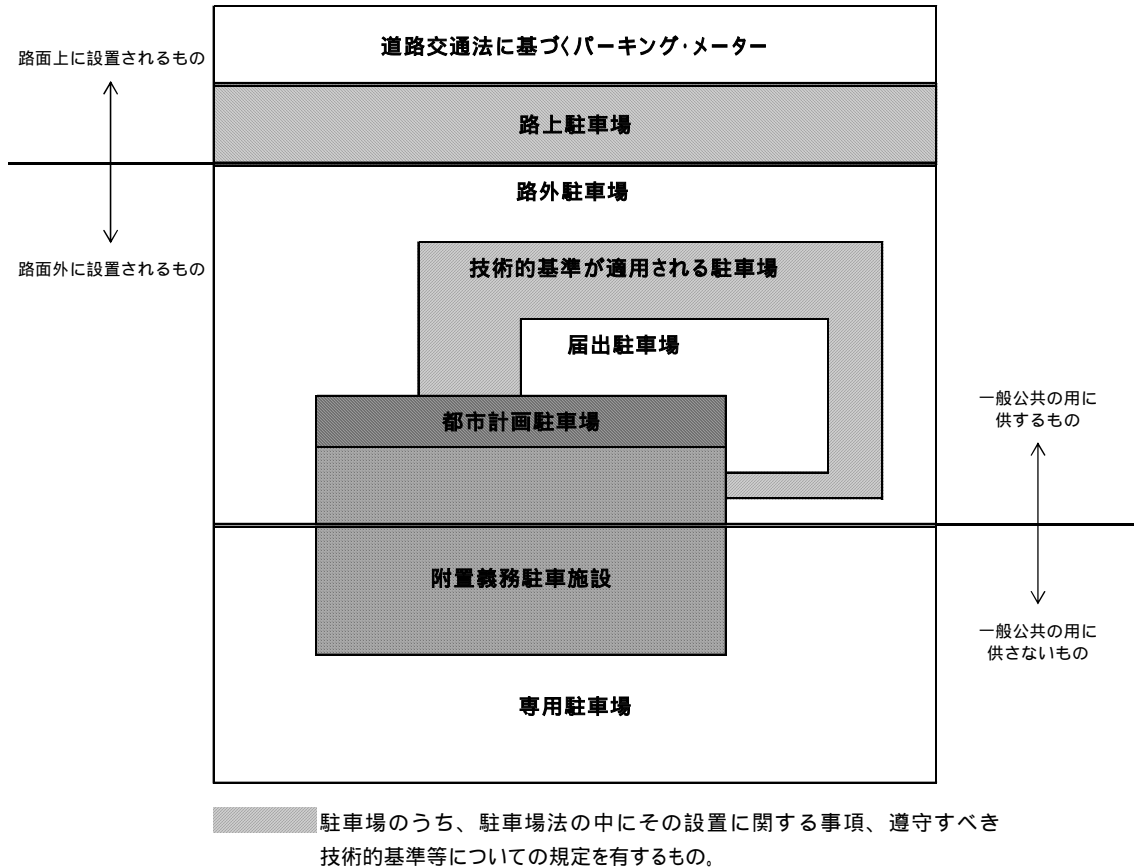 道路交通法に基づくパーキング・メーター
路面上に設置されるもの
路上駐車場
路外駐車場
路面外に設置されるもの
技術的基準が適用される駐車場
届出駐車場
都市計画駐車場
一般公共の用に
供するもの
附置義務駐車施設
一般公共の用に
供さないもの
専用駐車場
駐車場のうち、駐車場法の中にその設置に関する事項、遵守すべき
技術的基準等についての規定を有するもの。